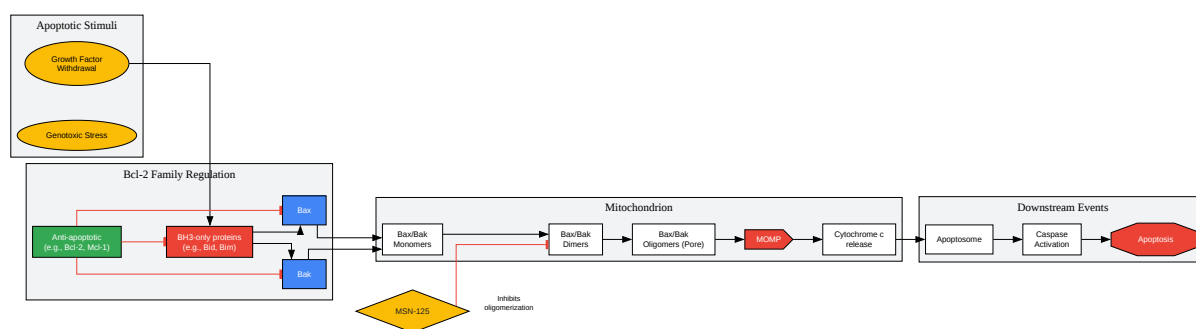 Apoptotic Stimuli
Growth Factor
Withdrawal
Genotoxic Stress
Bcl-2 Family Regulation
Anti-apoptotic
(e.g., Bcl-2, Mcl-1)
BH3-only proteins
(e.g., Bid, Bim)
Bax
Bak
Mitochondrion
Bax/Bak
Monomers
Bax/Bak
Dimers
Bax/Bak
Oligomers (Pore)
MOMP
Cytochrome c
release
MSN-125
Inhibits
oligomerization
Downstream Events
Apoptosome
Caspase
Activation
Apoptosis